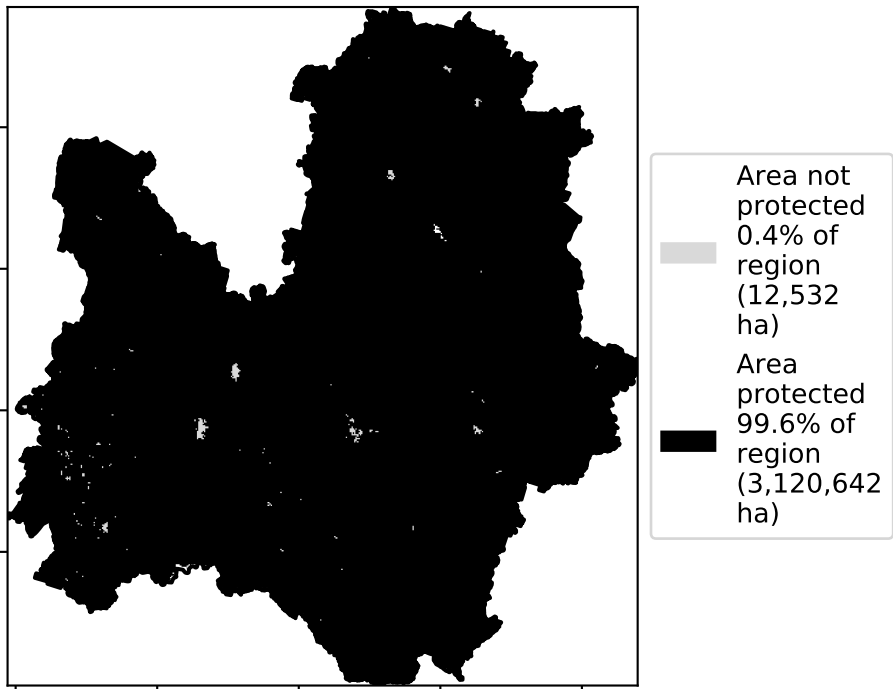 Area not
protected
0.4% of
region
(12,532
ha)
Area
protected
99.6% of
region
(3,120,642
ha)